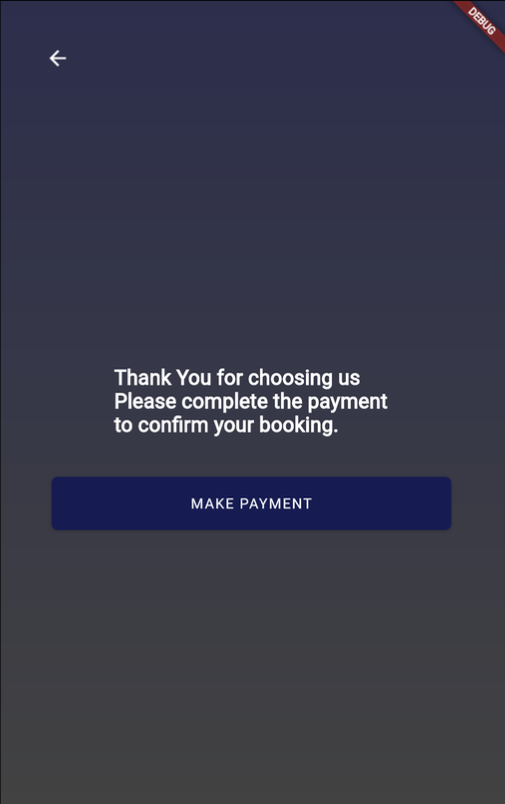 DEBUG
Thank You for choosing us
Please complete the payment
to confirm your booking.
MAKE PAYMENT